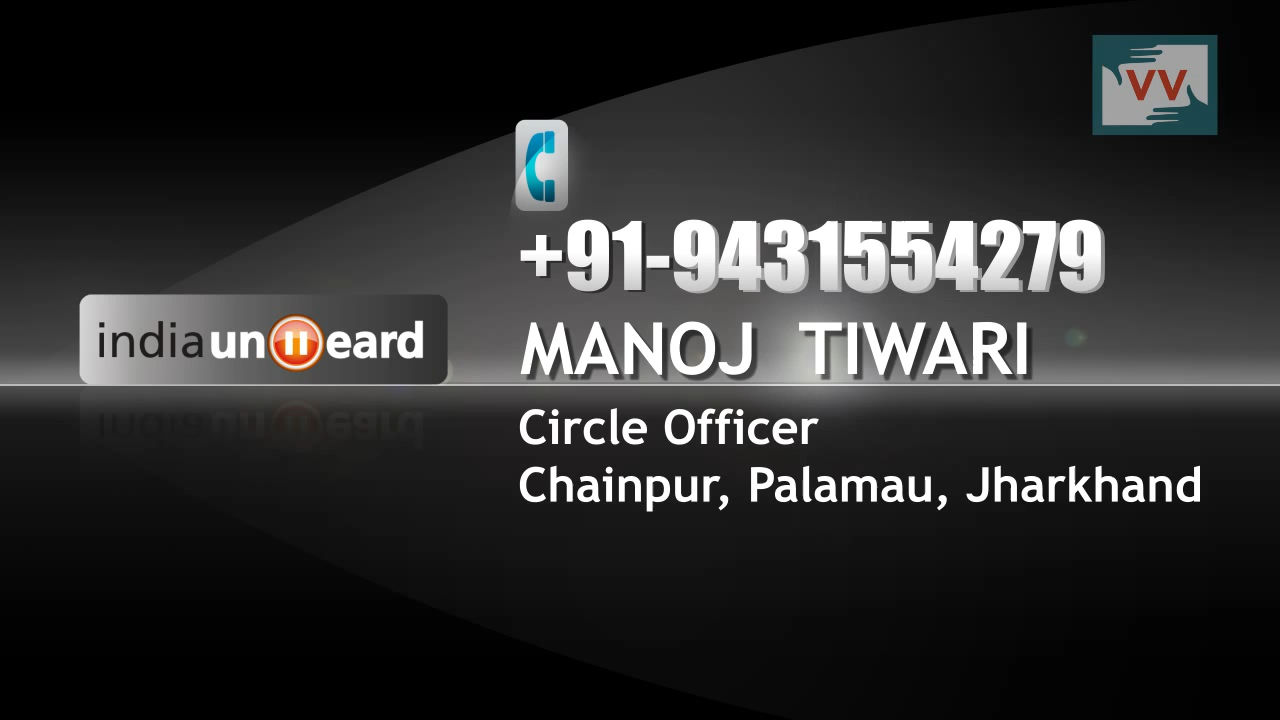 VV
+91-9431554279
indiaunheard
MANOJ TIWARI
Circle Officer
Chainpur, Palamau, Jharkhand